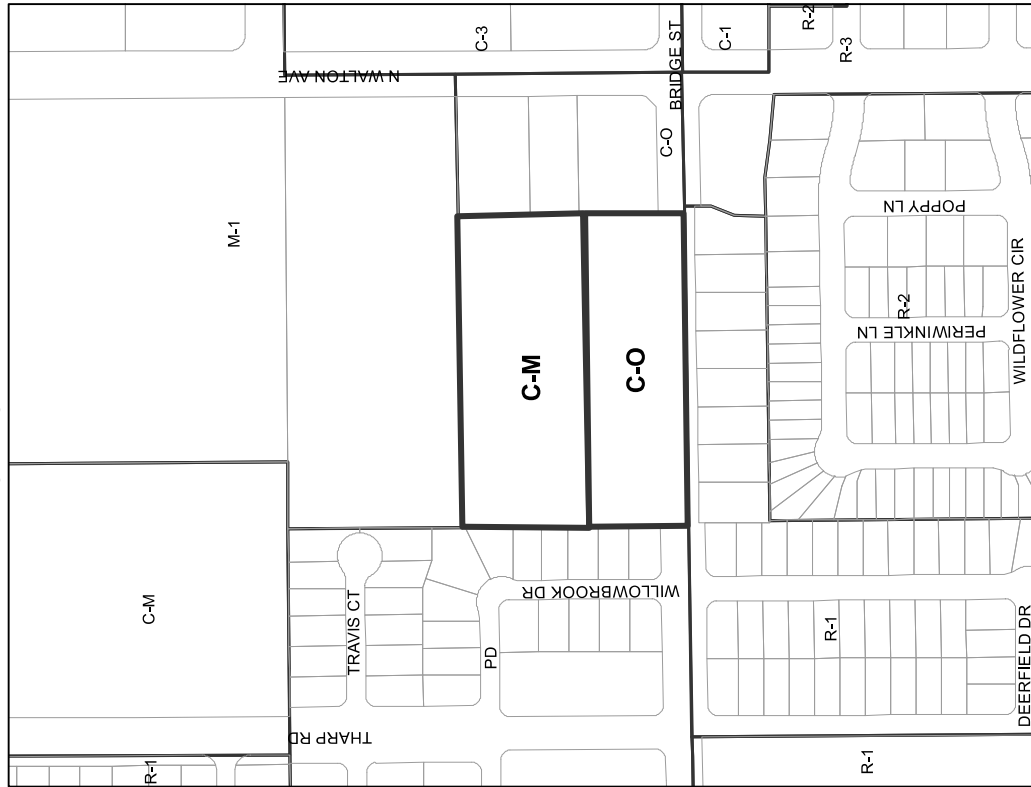 C-3
C-1
R-2
R-3
N WALTON AVE
BRIDGE ST
C-O
M-1
POPPY LN
C-M
C-O
R-2
PERIWINKLE LN
WILDFLOWER CIR
C-M
TRAVIS CT
WILLOWBROOK DR
PD
R-1
DEERFIELD DR
THARP RD
R-1
R-1